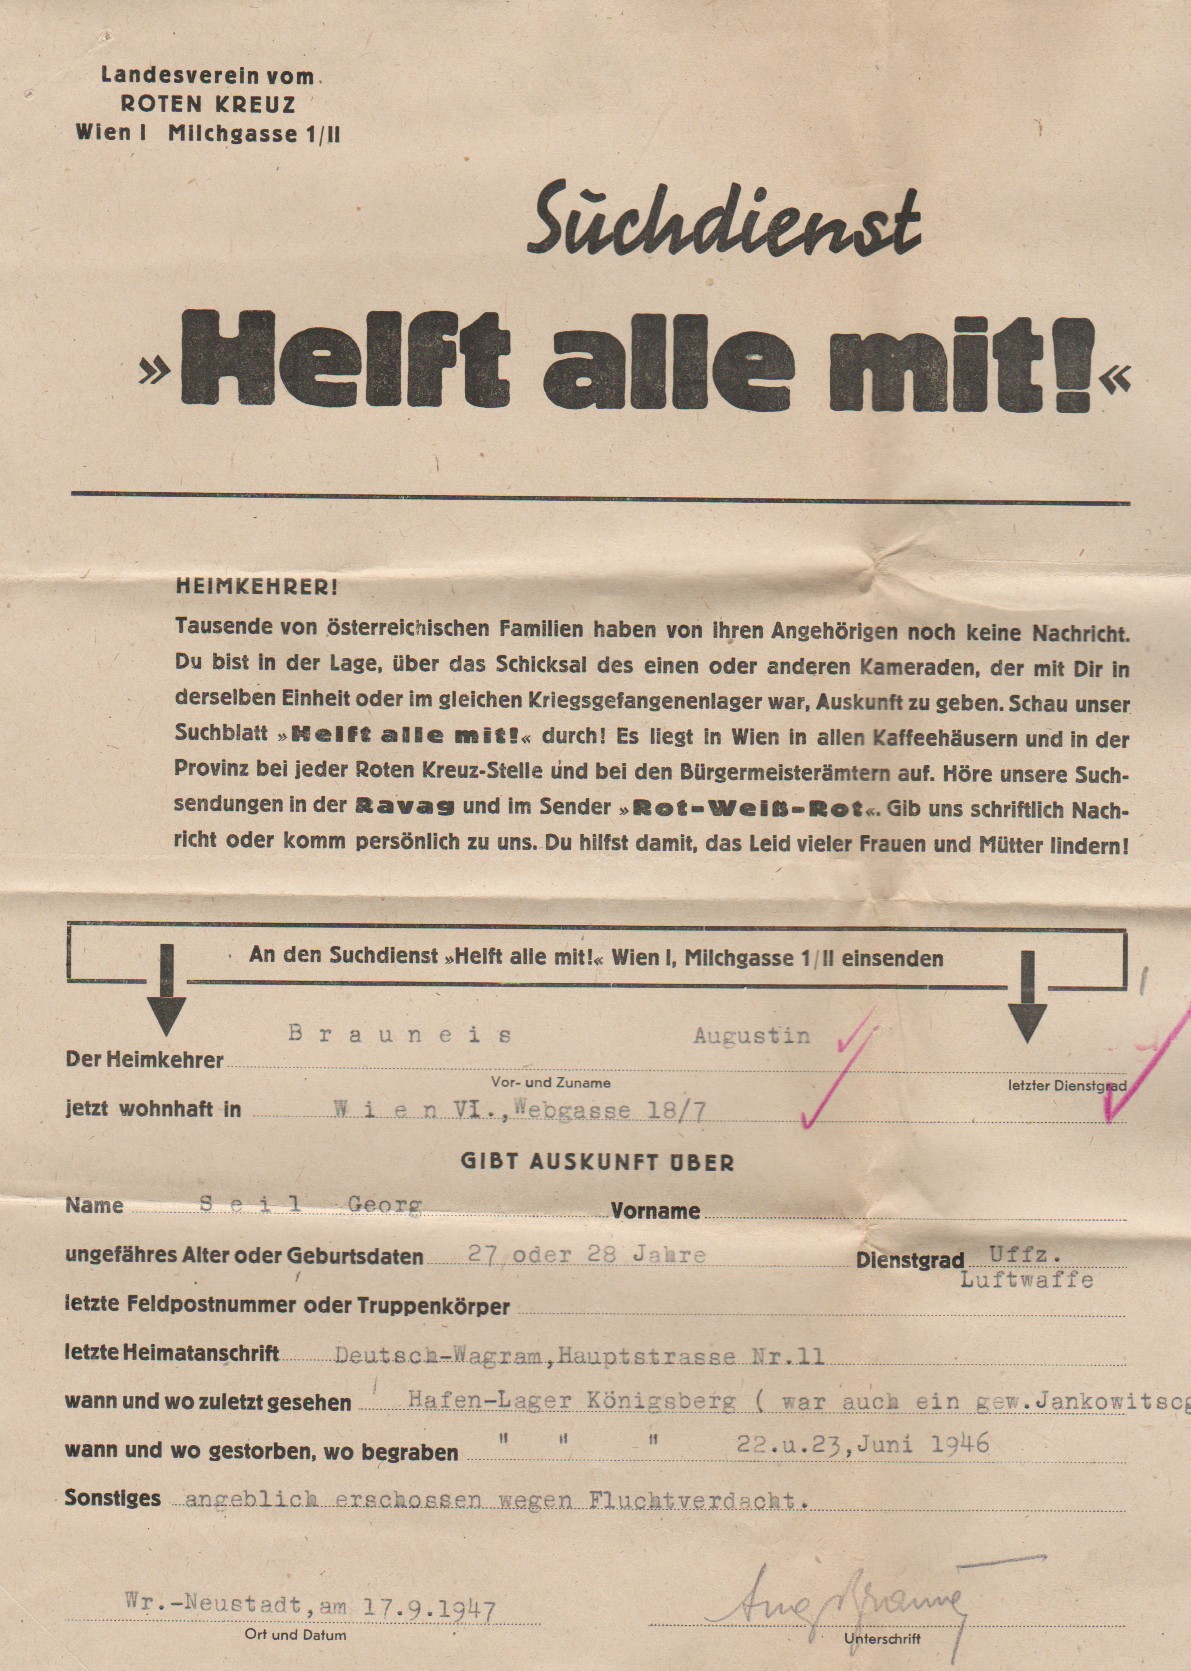 Landesverein vom
ROTEN KREUZ
Wien I Milchgasse 1/II
Suchdienst
»Helft alle mit!«
HEIMKEHRER!
Tausende von österreichischen Familien haben von ihren Angehörigen noch keine Nachricht.
Du bist in der Lage, über das Schicksal des einen oder anderen Kameraden, der mit Dir in
derselben Einheit oder im gleichen Kriegsgefangenenlager war, Auskunft zu geben. Schau unser
Suchblatt »Helft alle mit!« durch! Es liegt in Wien in allen Kaffeehäusern und in der
Provinz bei jeder Roten Kreuz-Stelle und bei den Bürgermeisterämtern auf. Höre unsere Such-
sendungen in der Ravag und im Sender »Rot-Weiß-Rot«. Gib uns schriftlich Nach-
richt oder komm persönlich zu uns. Du hilfst damit, das Leid vieler Frauen und Mütter lindern!
An den Suchdienst »Helft alle mit!« Wien I, Milchgasse 1/II einsenden
Der Heimkehrer B r a u n e i s Augustin
Vor- und Zuname letzter Dienstgrad
jetzt wohnhaft in W i e n VI., Webgasse 18/7
GIBT AUSKUNFT ÜBER
Name S e i l Georg Vorname
ungefähres Alter oder Geburtsdaten 27 oder 28 Jahre Dienstgrad Uffz.
Luftwaffe
letzte Feldpostnummer oder Truppenkörper
letzte Heimatanschrift Deutsch-Wagram, Hauptstrasse Nr.11
wann und wo zuletzt gesehen Hafen-Lager Königsberg ( war auch ein gew.Jankowitscg
wann und wo gestorben, wo begraben " " " 22.u.23,Juni 1946
Sonstiges angeblich erschossen wegen Fluchtverdacht.
Wr.-Neustadt, am 17.9.1947
Ort und Datum Unterschrift